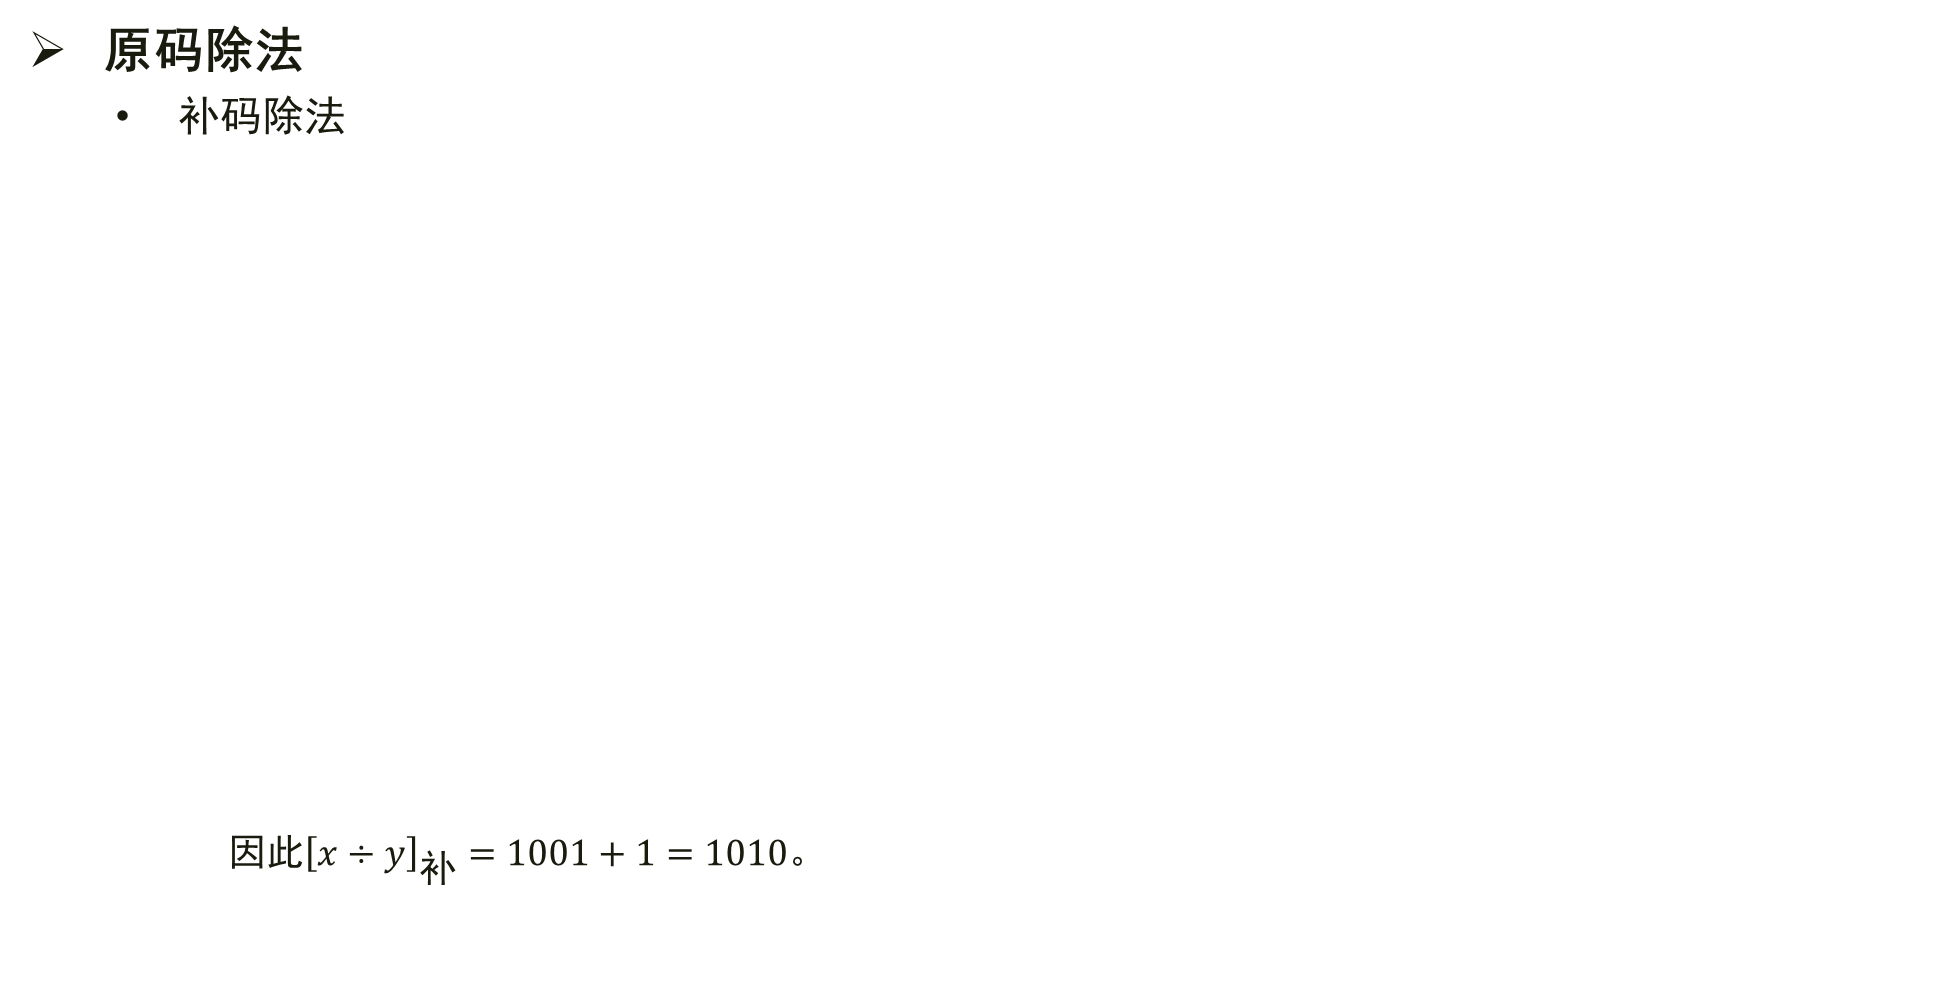 ➢ 原码除法
• 补码除法
因此[x ÷ y]补 = 1001 + 1 = 1010。